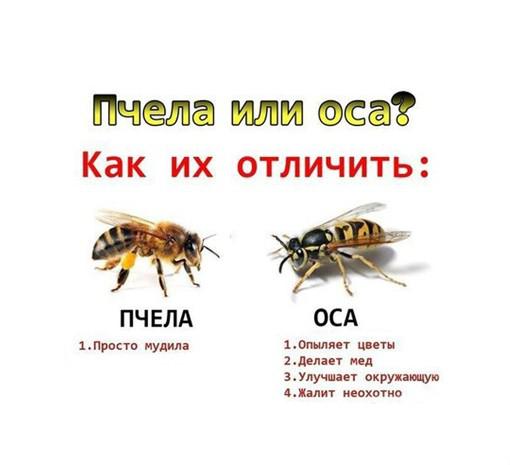 Пчела или оса?
Как их отличить:
ПЧЕЛА
1.Просто мудила
ОСА
1.Опыляет цветы
2.Делает мед
3.Улучшает окружающую
4.Жалит неохотно